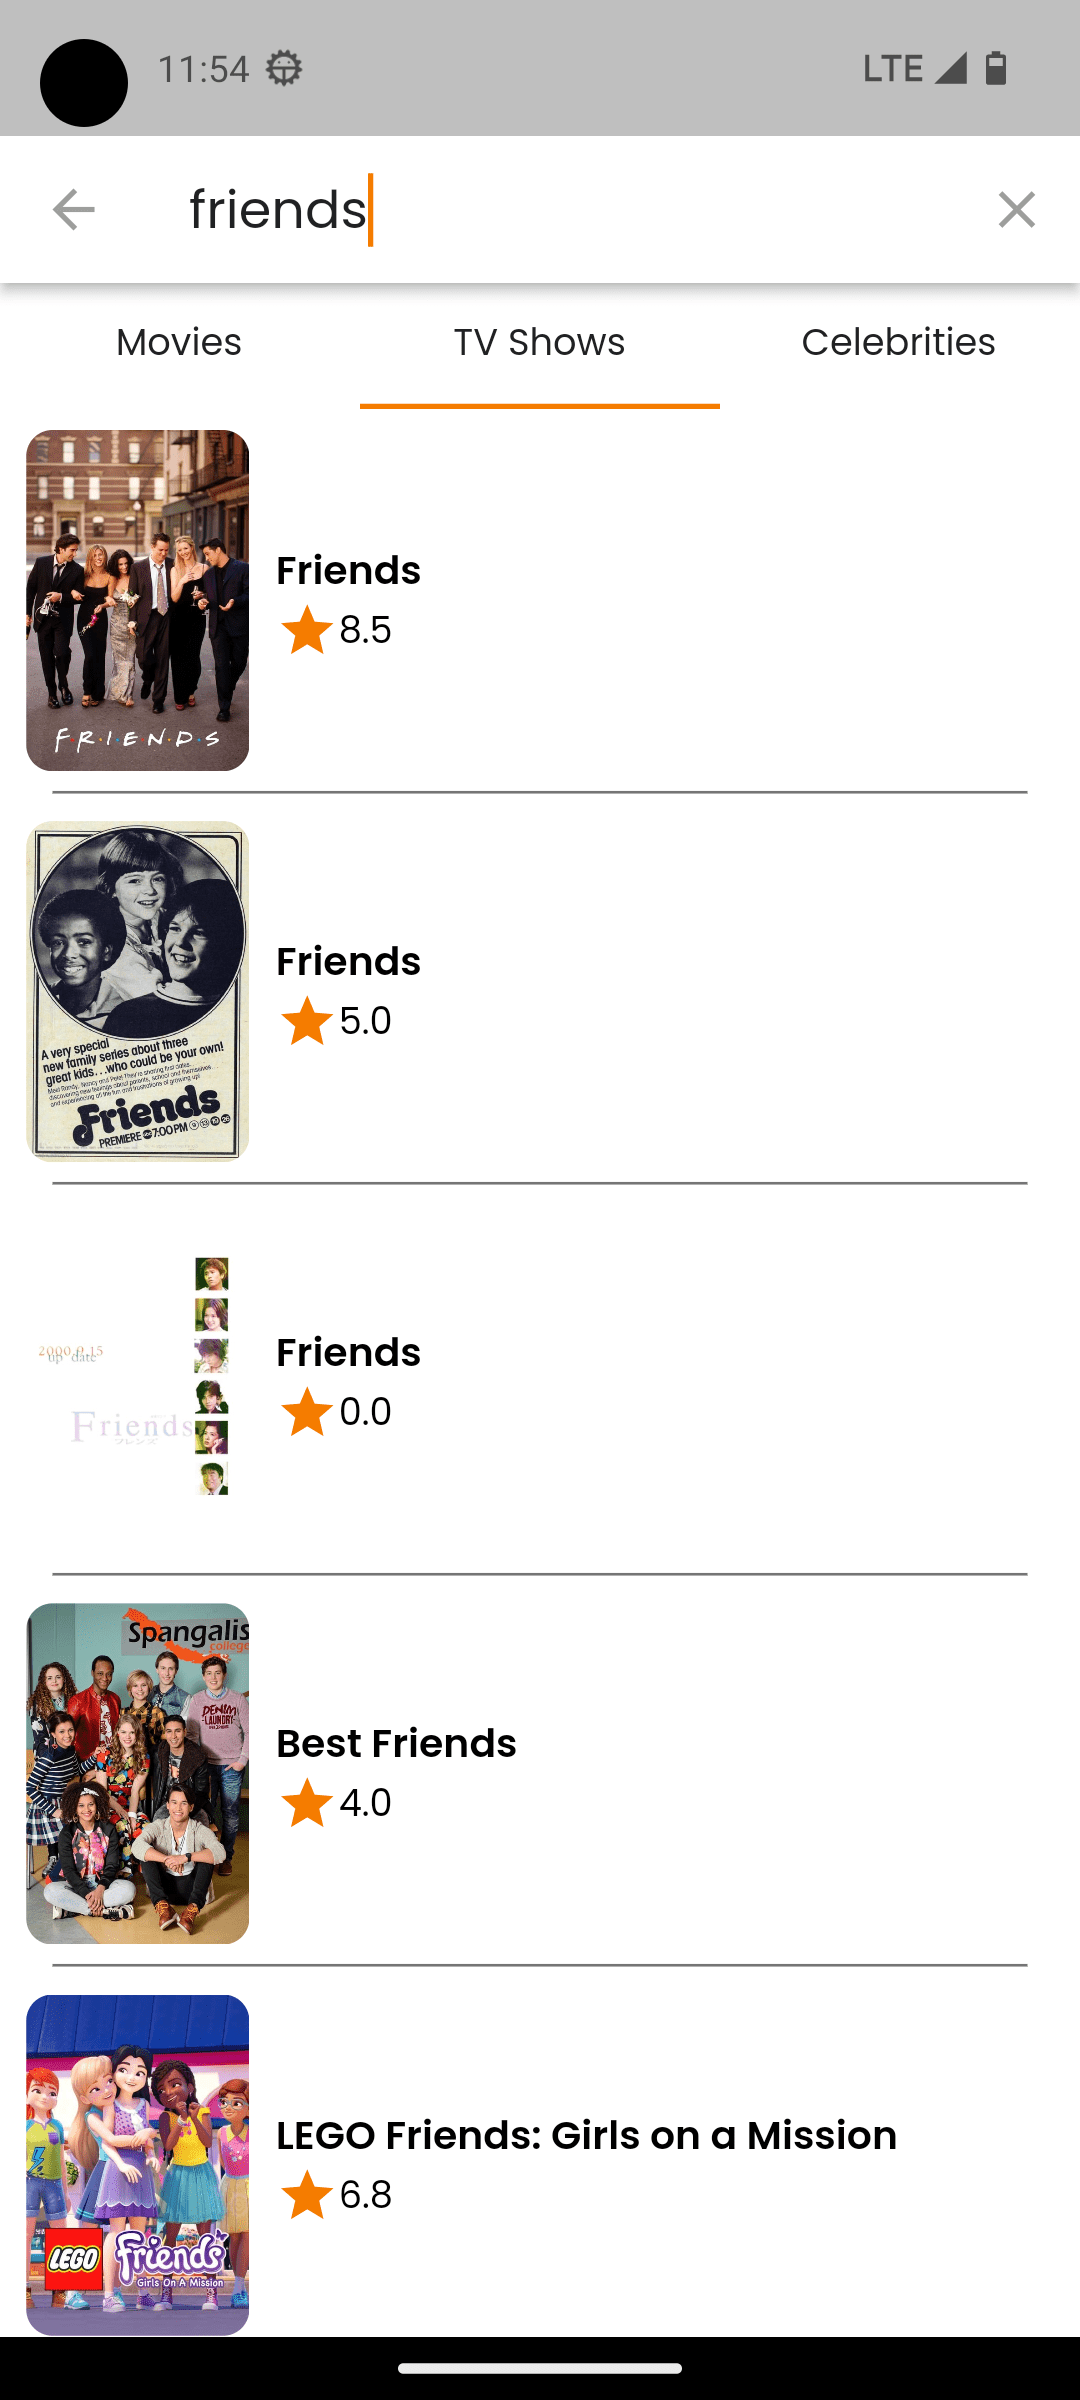 11:54
LTE
friends
Movies
TV Shows
Celebrities
F·R·I·E·N·D·S
Friends
8.5
A very special
new family series about three
great kids...who could be your own!
Friends
PREMIERE 7:00PM
Friends
5.0
2000.9.15
up date
Friends
フレンズ
Friends
0.0
Spangalis
college
DENIM
LAUNDRY
Best Friends
4.0
LEGO
Friends
Girls On A Mission
LEGO Friends: Girls on a Mission
6.8